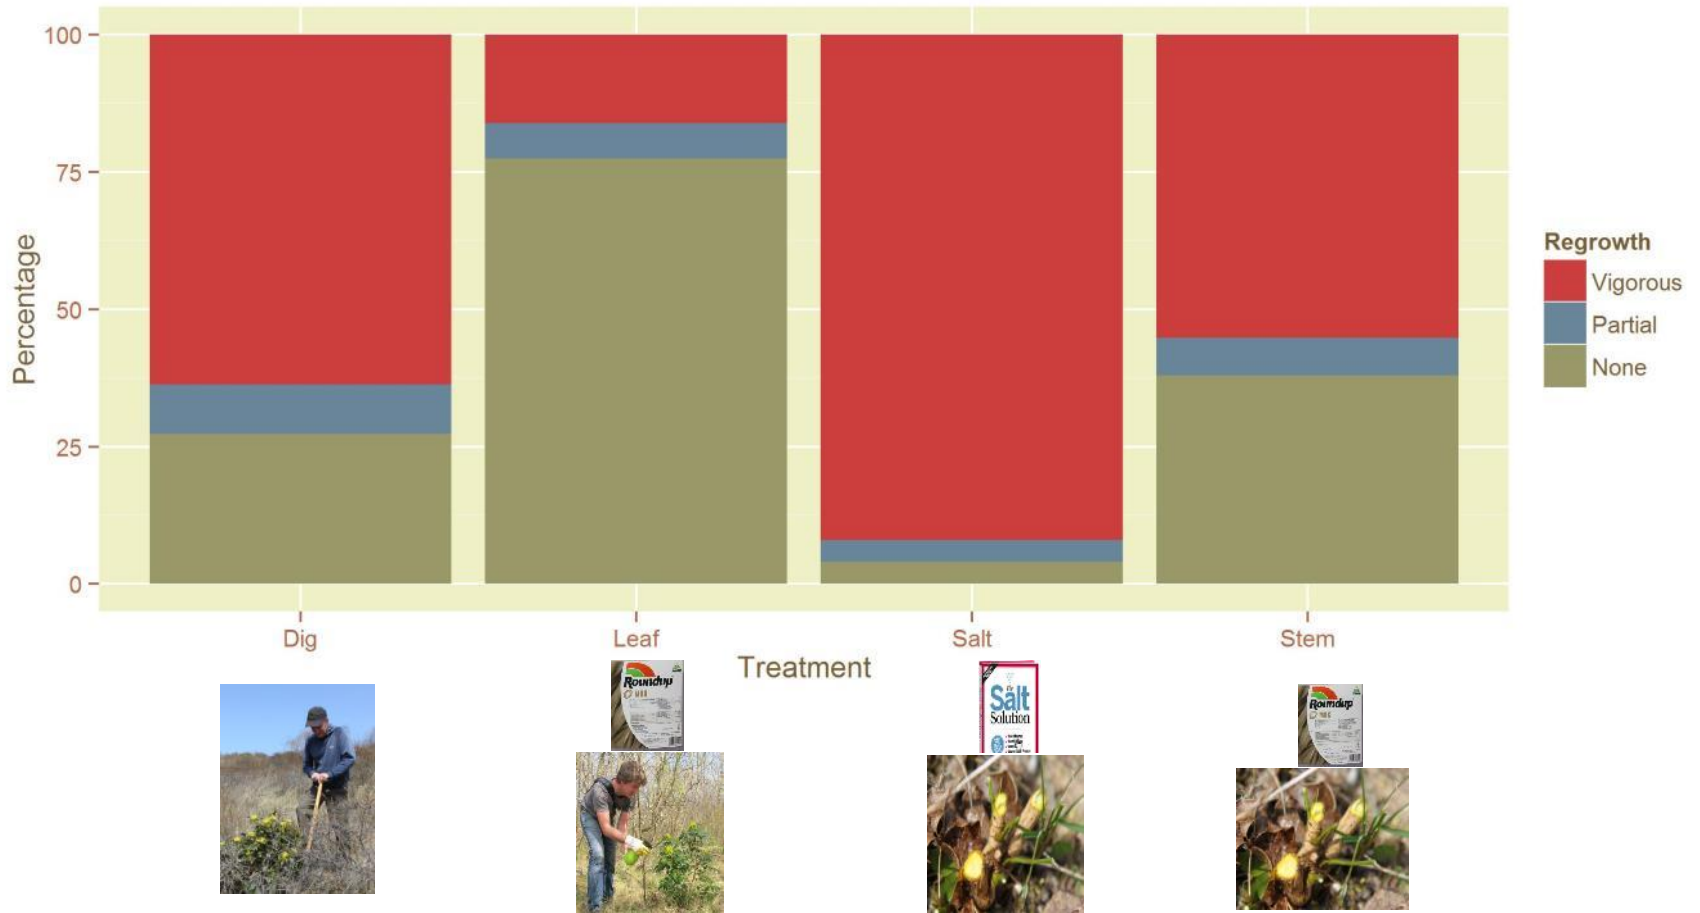 100
75
50
25
0
Percentage
Dig
Leaf
Salt
Stem
Treatment
Regrowth
Vigorous
Partial
None
Roundup
Salt
Solution
Roundup